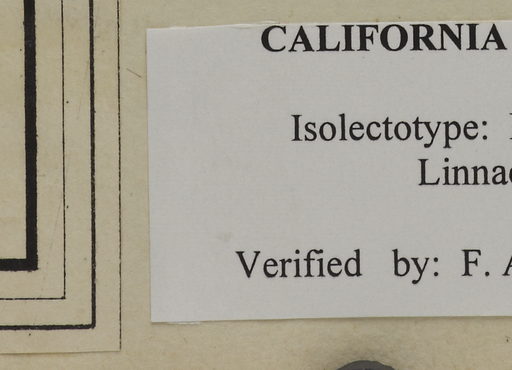 CALIFORNIA
Isolectotype:
Linnae
Verified by: F. A